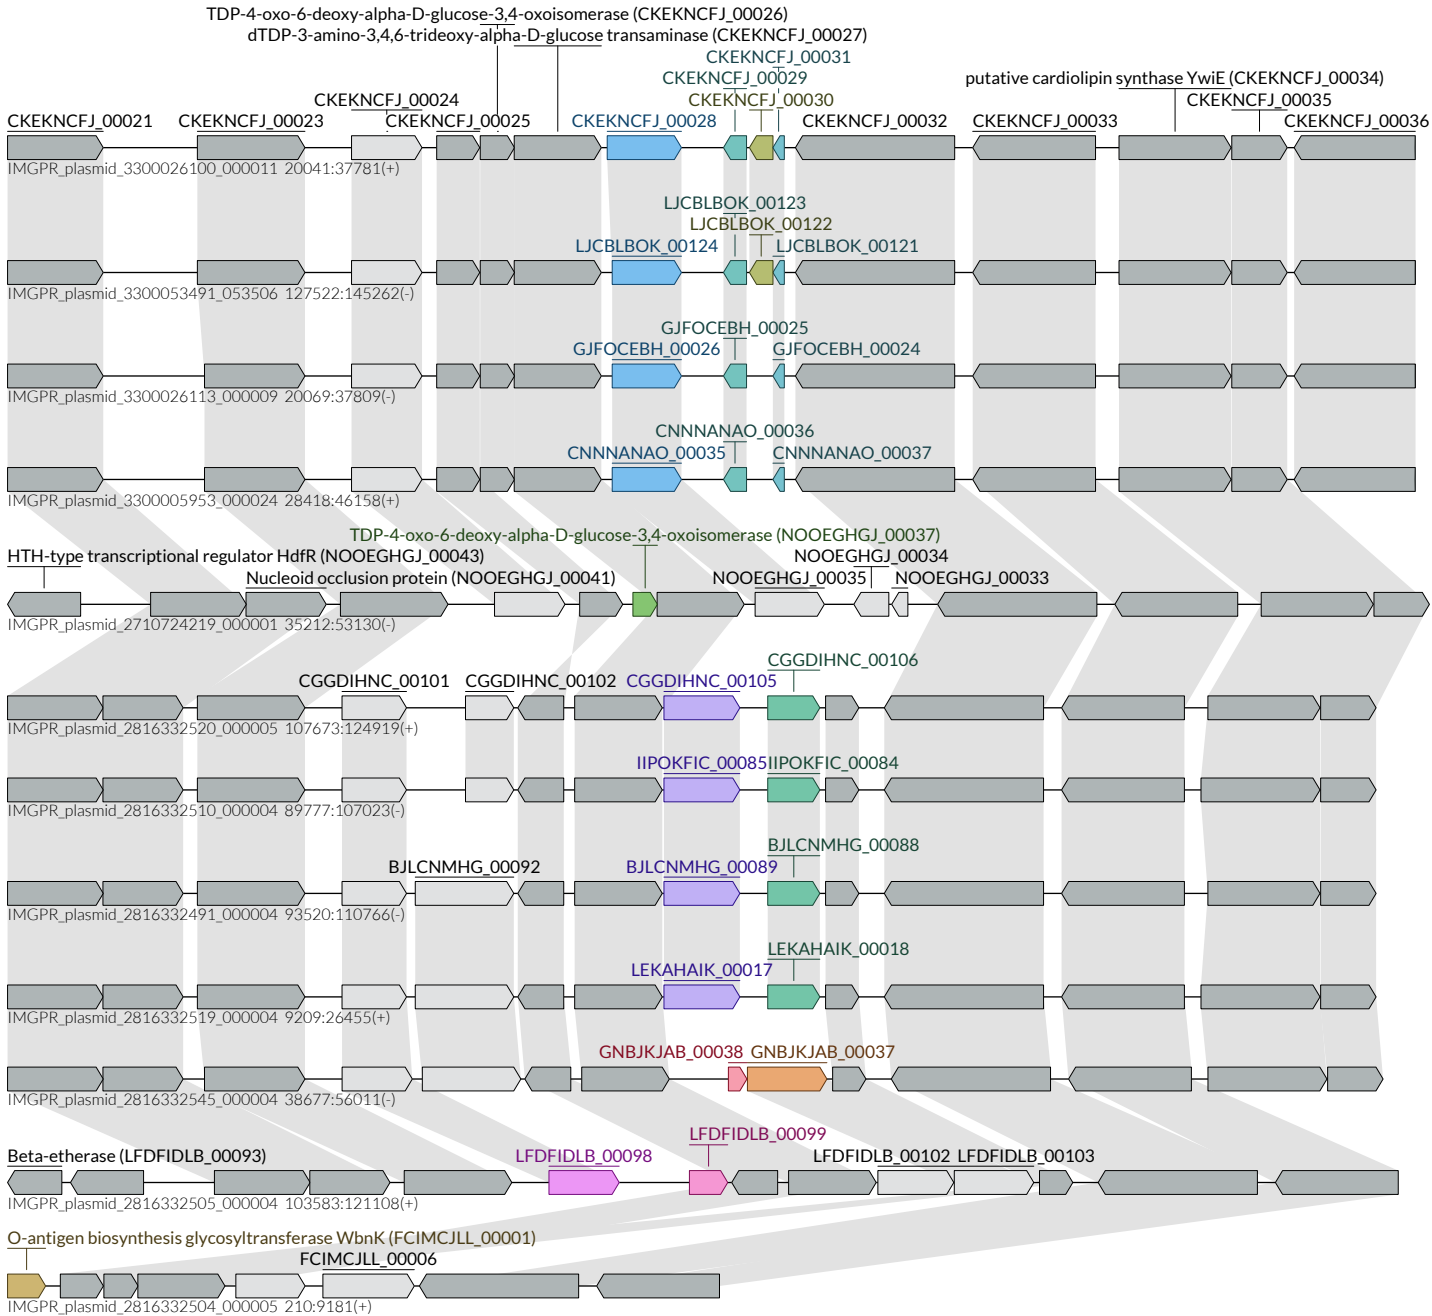 TDP-4-oxo-6-deoxy-alpha-D-glucose-3,4-oxoisomerase (CKEKNCFJ_00026)
dTDP-3-amino-3,4,6-trideoxy-alpha-D-glucose transaminase (CKEKNCFJ_00027)
CKEKNCFJ_00031
CKEKNCFJ_00029 putative cardiolipin synthase YwiE (CKEKNCFJ_00034)
CKEKNCFJ_00024 CKEKNCFJ_00030 CKEKNCFJ_00035
CKEKNCFJ_00021 CKEKNCFJ_00023 CKEKNCFJ_00025 CKEKNCFJ_00028 CKEKNCFJ_00032 CKEKNCFJ_00033 CKEKNCFJ_00036
IMGPR_plasmid_3300026100_000011 20041:37781(+)
LJCBLBOK_00123
LJCBLBOK_00122
LJCBLBOK_00124 LJCBLBOK_00121
IMGPR_plasmid_3300053491_053506 127522:145262(-)
GJFOCEBH_00025
GJFOCEBH_00026 GJFOCEBH_00024
IMGPR_plasmid_3300026113_000009 20069:37809(-)
CNNNANAO_00036
CNNNANAO_00035 CNNNANAO_00037
IMGPR_plasmid_3300005953_000024 28418:46158(+)
TDP-4-oxo-6-deoxy-alpha-D-glucose-3,4-oxoisomerase (NOOEGHGJ_00037)
HTH-type transcriptional regulator HdfR (NOOEGHGJ_00043) NOOEGHGJ_00034
Nucleoid occlusion protein (NOOEGHGJ_00041) NOOEGHGJ_00035 NOOEGHGJ_00033
IMGPR_plasmid_2710724219_000001 35212:53130(-)
CGGDIHNC_00106
CGGDIHNC_00101 CGGDIHNC_00102 CGGDIHNC_00105
IMGPR_plasmid_2816332520_000005 107673:124919(+)
IIPOKFIC_00085 IIPOKFIC_00084
IMGPR_plasmid_2816332510_000004 89777:107023(-)
BJLCNMHG_00088
BJLCNMHG_00092 BJLCNMHG_00089
IMGPR_plasmid_2816332491_000004 93520:110766(-)
LEKAHAIK_00018
LEKAHAIK_00017
IMGPR_plasmid_2816332519_000004 9209:26455(+)
GNBJKJAB_00038 GNBJKJAB_00037
IMGPR_plasmid_2816332545_000004 38677:56011(-)
LFDFIDLB_00099
Beta-etherase (LFDFIDLB_00093) LFDFIDLB_00098 LFDFIDLB_00102 LFDFIDLB_00103
IMGPR_plasmid_2816332505_000004 103583:121108(+)
O-antigen biosynthesis glycosyltransferase WbnK (FCIMCJLL_00001)
FCIMCJLL_00006
IMGPR_plasmid_2816332504_000005 210:9181(+)